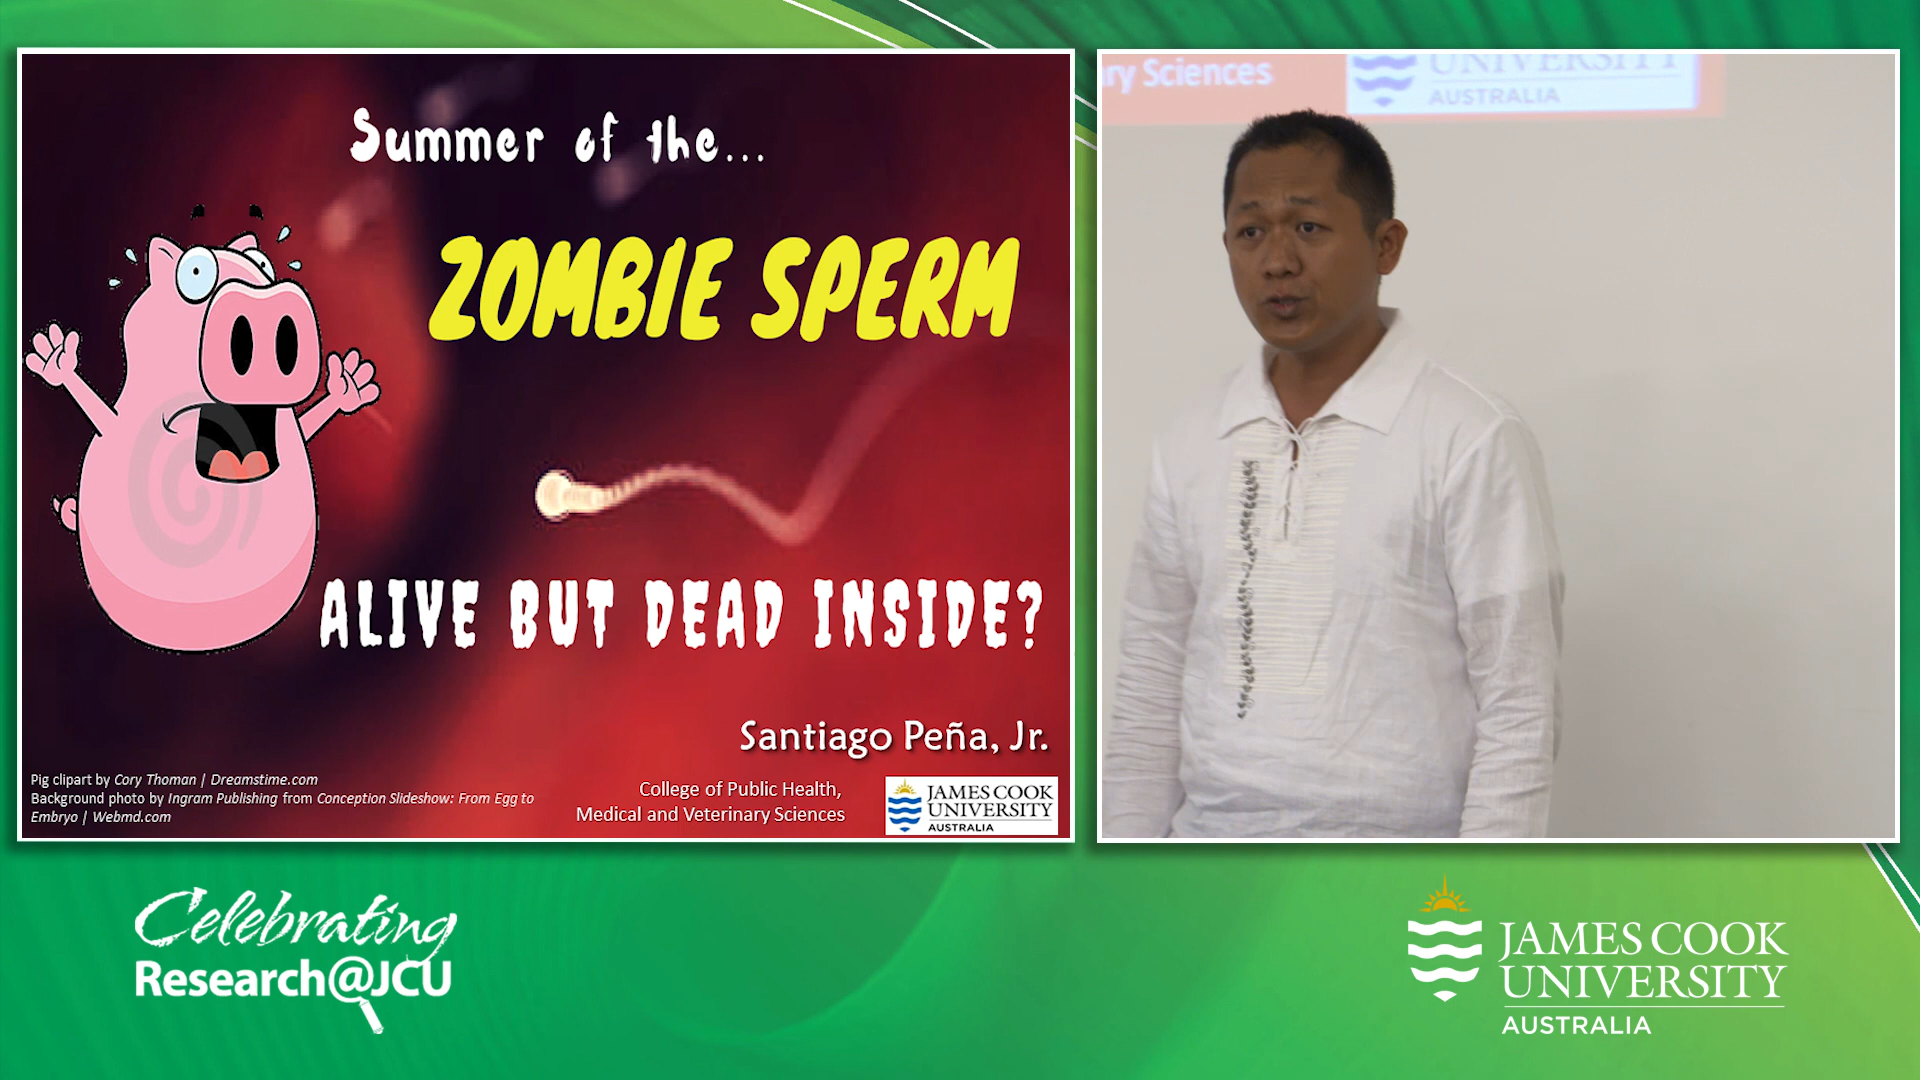 Summer of the...
ZOMBIE SPERM
ALIVE BUT DEAD INSIDE?
Santiago Peña, Jr.
Pig clipart by Cory Thoman | Dreamstime.com
Background photo by Ingram Publishing from Conception Slideshow: From Egg to
Embryo | Webmd.com
College of Public Health,
Medical and Veterinary Sciences
JAMES COOK
UNIVERSITY
AUSTRALIA
ry Sciences
UNIVERSITY
AUSTRALIA
Celebrating
Research@JCU
JAMES COOK
UNIVERSITY
AUSTRALIA